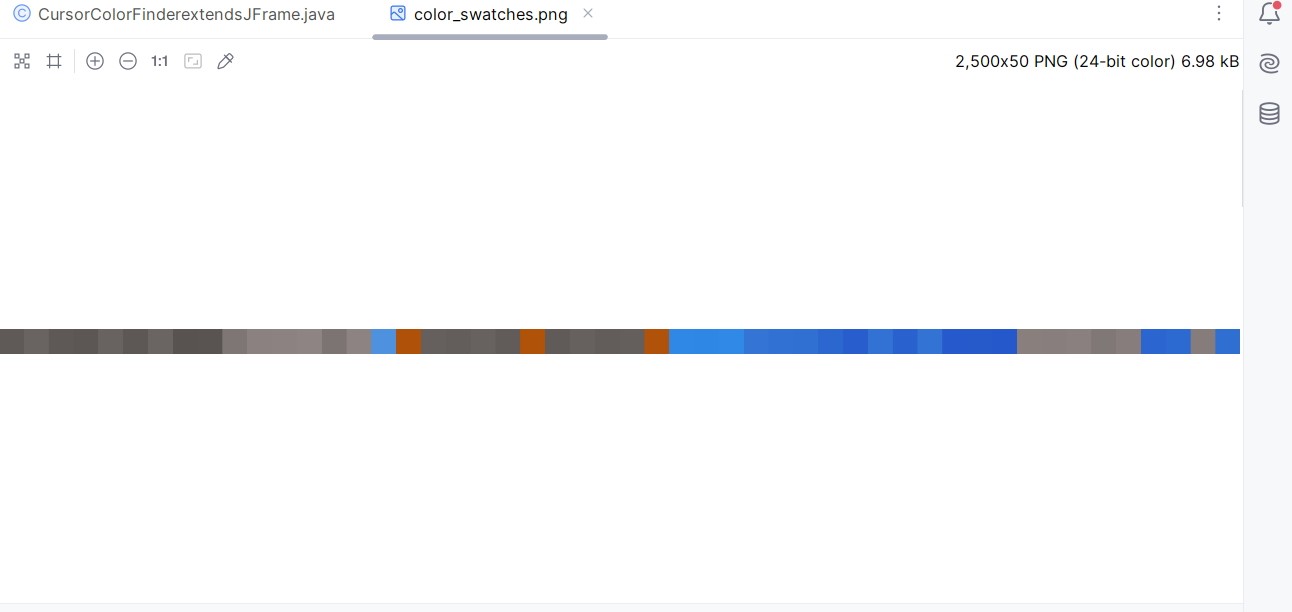 CursorColorFinderextendsJFrame.java color_swatches.png
1:1 2,500x50 PNG (24-bit color) 6.98 kB